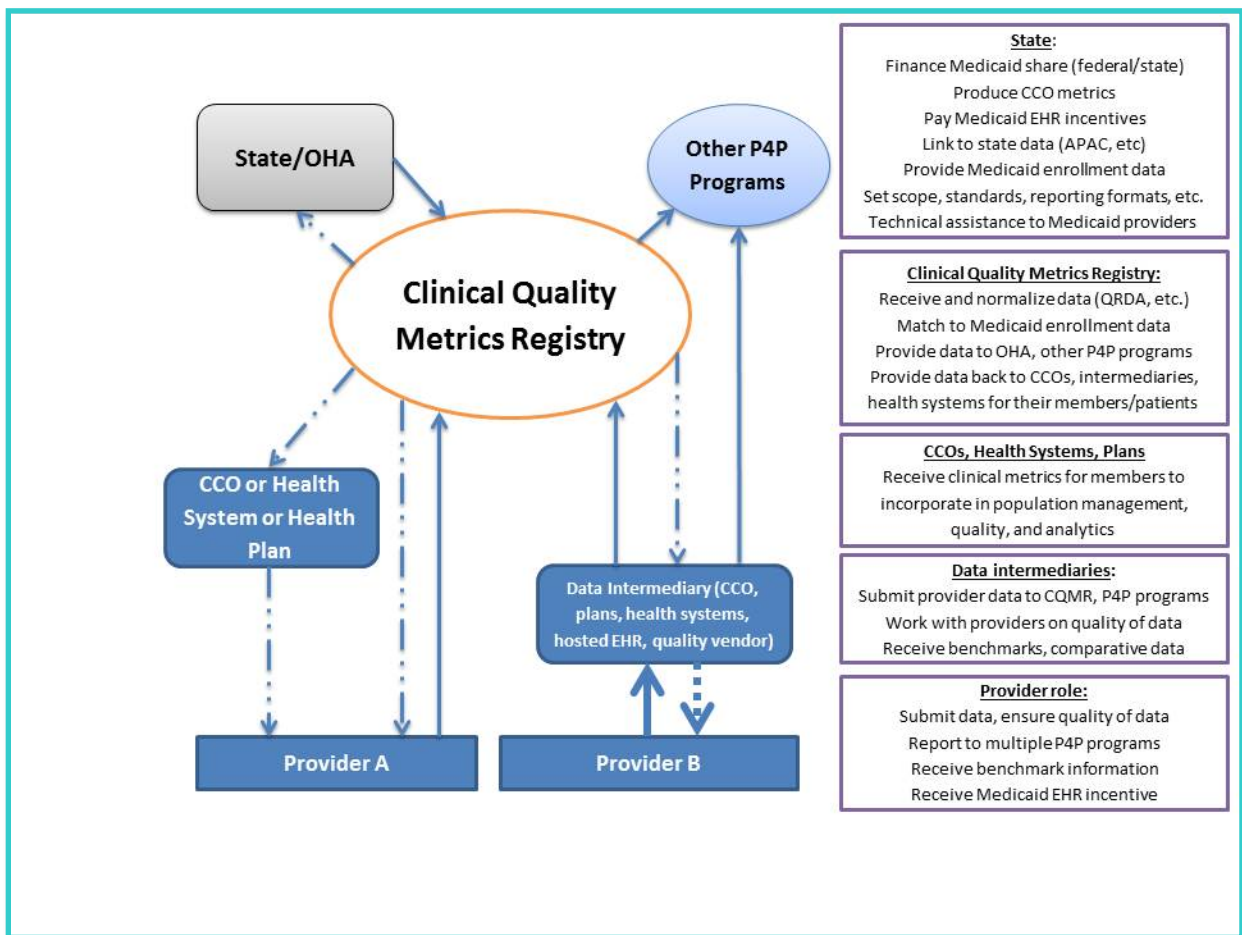 State/OHA
Other P4P
Programs
Clinical Quality
Metrics Registry
CCO or Health
System or Health
Plan
Data Intermediary (CCO,
plans, health systems,
hosted EHR, quality vendor)
Provider A
Provider B
State:
Finance Medicaid share (federal/state)
Produce CCO metrics
Pay Medicaid EHR incentives
Link to state data (APAC, etc)
Provide Medicaid enrollment data
Set scope, standards, reporting formats, etc.
Technical assistance to Medicaid providers
Clinical Quality Metrics Registry:
Receive and normalize data (QRDA, etc.)
Match to Medicaid enrollment data
Provide data to OHA, other P4P programs
Provide data back to CCOs, intermediaries,
health systems for their members/patients
CCOs, Health Systems, Plans
Receive clinical metrics for members to
incorporate in population management,
quality, and analytics
Data intermediaries:
Submit provider data to CQMR, P4P programs
Work with providers on quality of data
Receive benchmarks, comparative data
Provider role:
Submit data, ensure quality of data
Report to multiple P4P programs
Receive benchmark information
Receive Medicaid EHR incentive